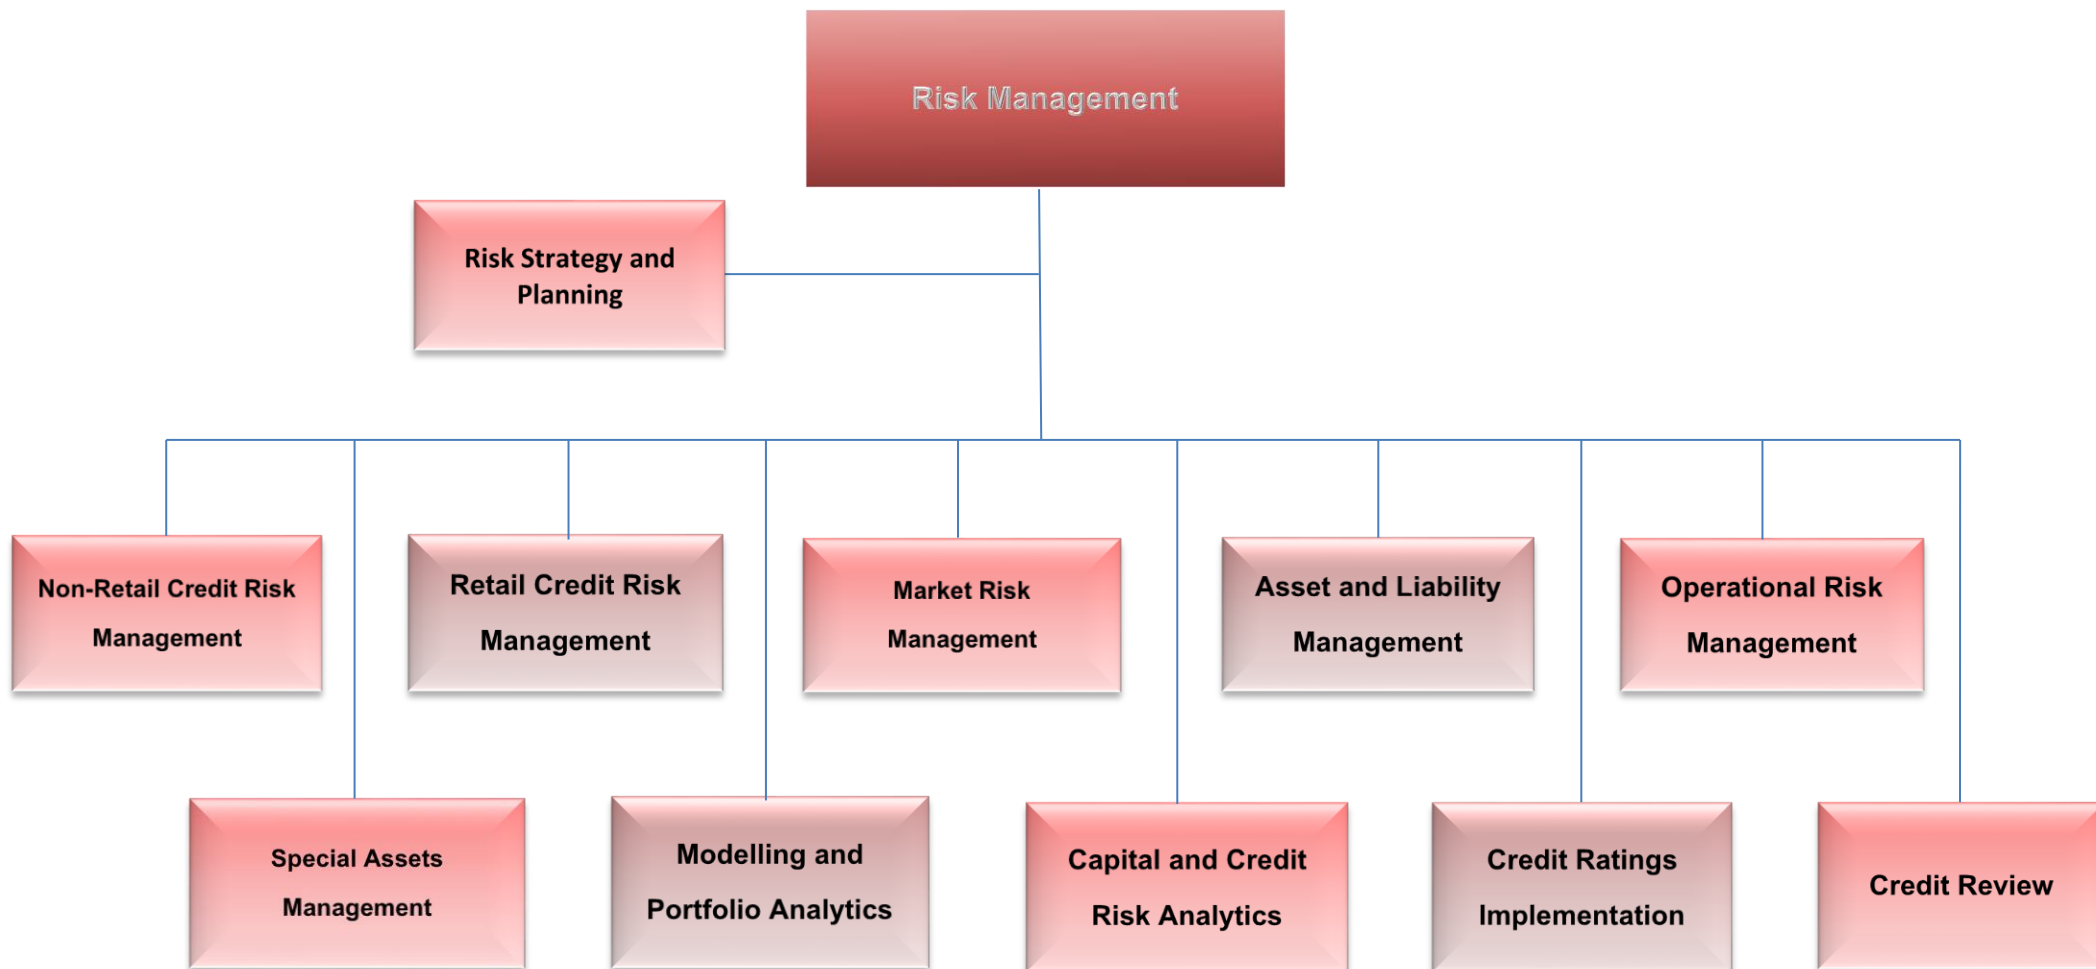 Risk Management
Risk Strategy and
Planning
Non-Retail Credit Risk
Management
Retail Credit Risk
Management
Market Risk
Management
Asset and Liability
Management
Operational Risk
Management
Special Assets
Management
Modelling and
Portfolio Analytics
Capital and Credit
Risk Analytics
Credit Ratings
Implementation
Credit Review